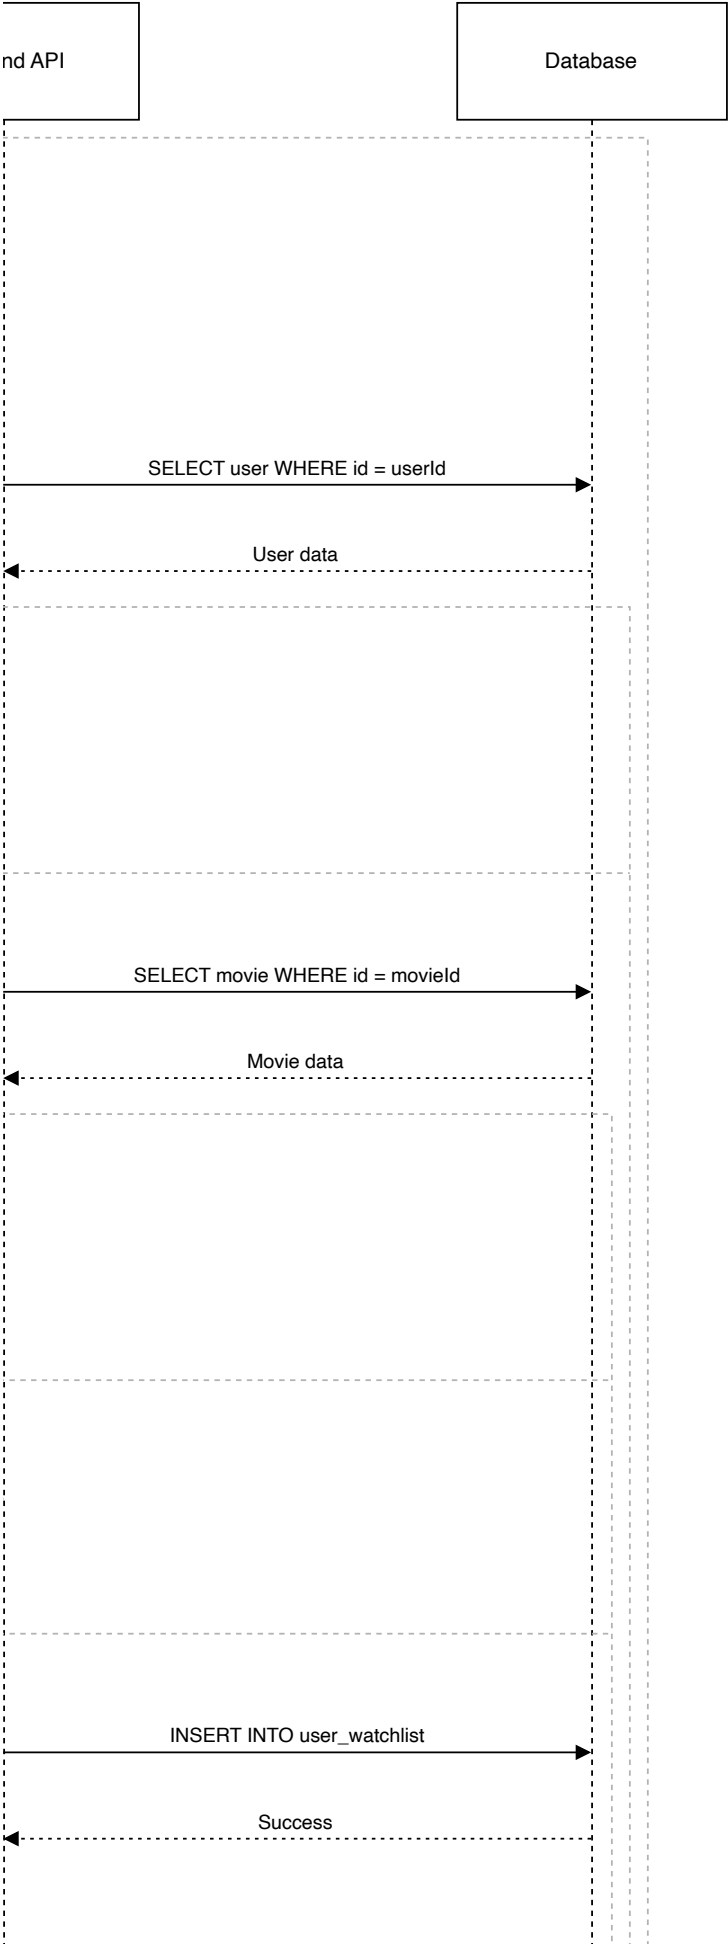 nd API
Database
SELECT user WHERE id = userId
User data
SELECT movie WHERE id = movieId
Movie data
INSERT INTO user_watchlist
Success